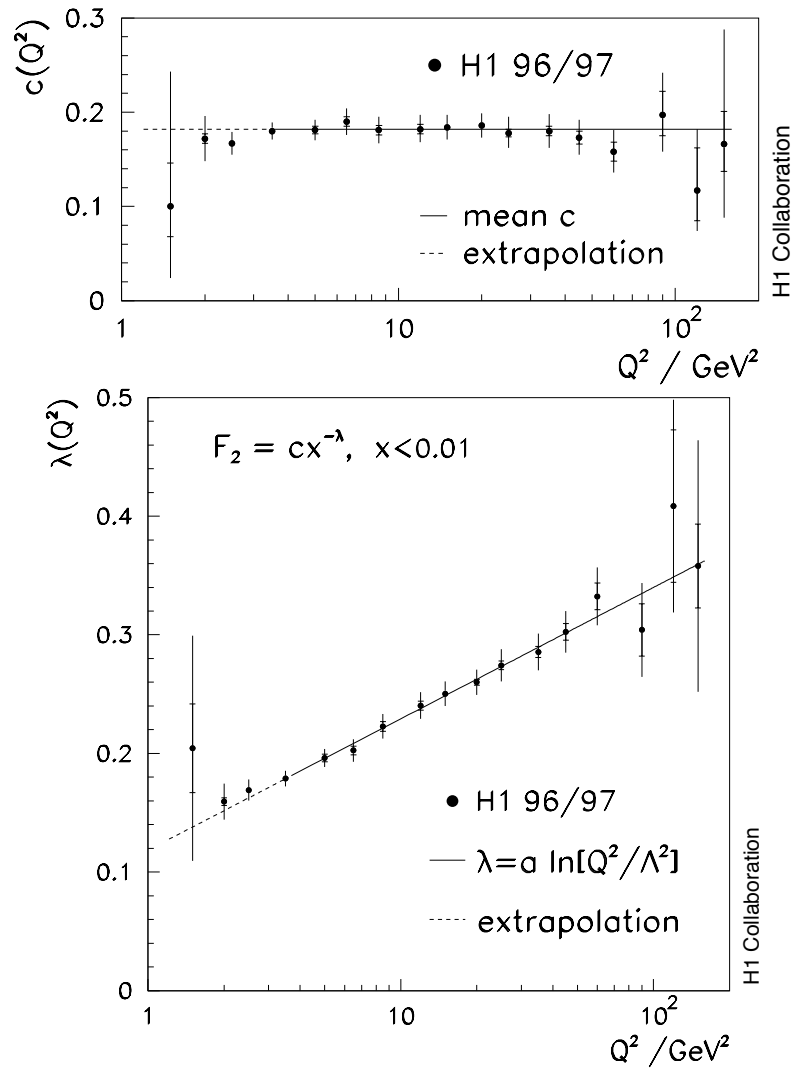 c(Q²)
0.3
0.2
0.1
0
H1 96/97
mean c
extrapolation
H1 Collaboration
1
10
10²
Q² / GeV²
λ(Q²)
0.5
0.4
0.3
0.2
0.1
0
F₂ = cx^-λ, x<0.01
H1 96/97
λ=a ln[Q²/Λ²]
extrapolation
H1 Collaboration
1
10
10²
Q² /GeV²